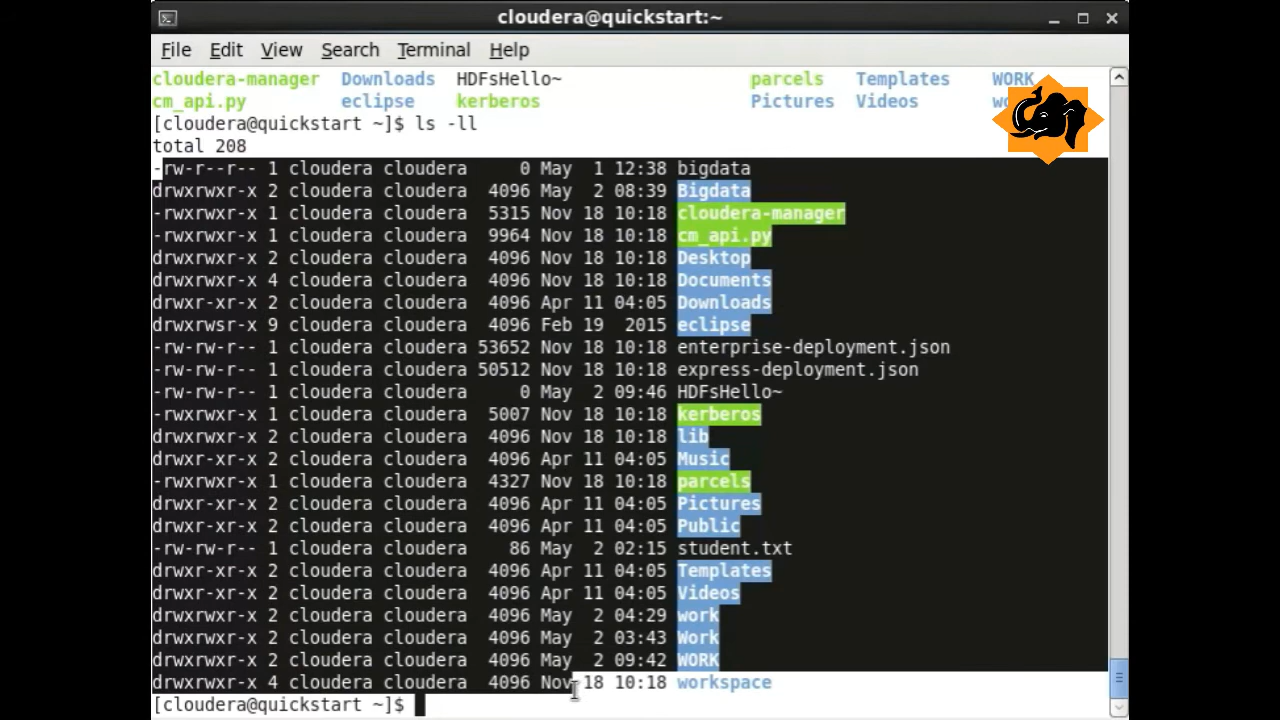 cloudera@quickstart:~
File Edit View Search Terminal Help
cloudera-manager Downloads HDFsHello~ parcels Templates WORK
cm_api.py eclipse kerberos Pictures Videos
[cloudera@quickstart ~]$ ls -ll
total 208
-rw-r--r-- 1 cloudera cloudera 0 May 1 12:38 bigdata
drwxrwxr-x 2 cloudera cloudera 4096 May 2 08:39 Bigdata
-rwxrwxr-x 1 cloudera cloudera 5315 Nov 18 10:18 cloudera-manager
-rwxrwxr-x 1 cloudera cloudera 9964 Nov 18 10:18 cm_api.py
drwxrwxr-x 2 cloudera cloudera 4096 Nov 18 10:18 Desktop
drwxrwxr-x 4 cloudera cloudera 4096 Nov 18 10:18 Documents
drwxr-xr-x 2 cloudera cloudera 4096 Apr 11 04:05 Downloads
drwxrwsr-x 9 cloudera cloudera 4096 Feb 19 2015 eclipse
-rw-rw-r-- 1 cloudera cloudera 53652 Nov 18 10:18 enterprise-deployment.json
-rw-rw-r-- 1 cloudera cloudera 50512 Nov 18 10:18 express-deployment.json
-rw-rw-r-- 1 cloudera cloudera 0 May 2 09:46 HDFsHello~
-rwxrwxr-x 1 cloudera cloudera 5007 Nov 18 10:18 kerberos
drwxrwxr-x 2 cloudera cloudera 4096 Nov 18 10:18 lib
drwxr-xr-x 2 cloudera cloudera 4096 Apr 11 04:05 Music
-rwxrwxr-x 1 cloudera cloudera 4327 Nov 18 10:18 parcels
drwxr-xr-x 2 cloudera cloudera 4096 Apr 11 04:05 Pictures
drwxr-xr-x 2 cloudera cloudera 4096 Apr 11 04:05 Public
-rw-rw-r-- 1 cloudera cloudera 86 May 2 02:15 student.txt
drwxr-xr-x 2 cloudera cloudera 4096 Apr 11 04:05 Templates
drwxr-xr-x 2 cloudera cloudera 4096 Apr 11 04:05 Videos
drwxrwxr-x 2 cloudera cloudera 4096 May 2 04:29 work
drwxrwxr-x 2 cloudera cloudera 4096 May 2 03:43 Work
drwxrwxr-x 2 cloudera cloudera 4096 May 2 09:42 WORK
drwxrwxr-x 4 cloudera cloudera 4096 Nov 18 10:18 workspace
[cloudera@quickstart ~]$